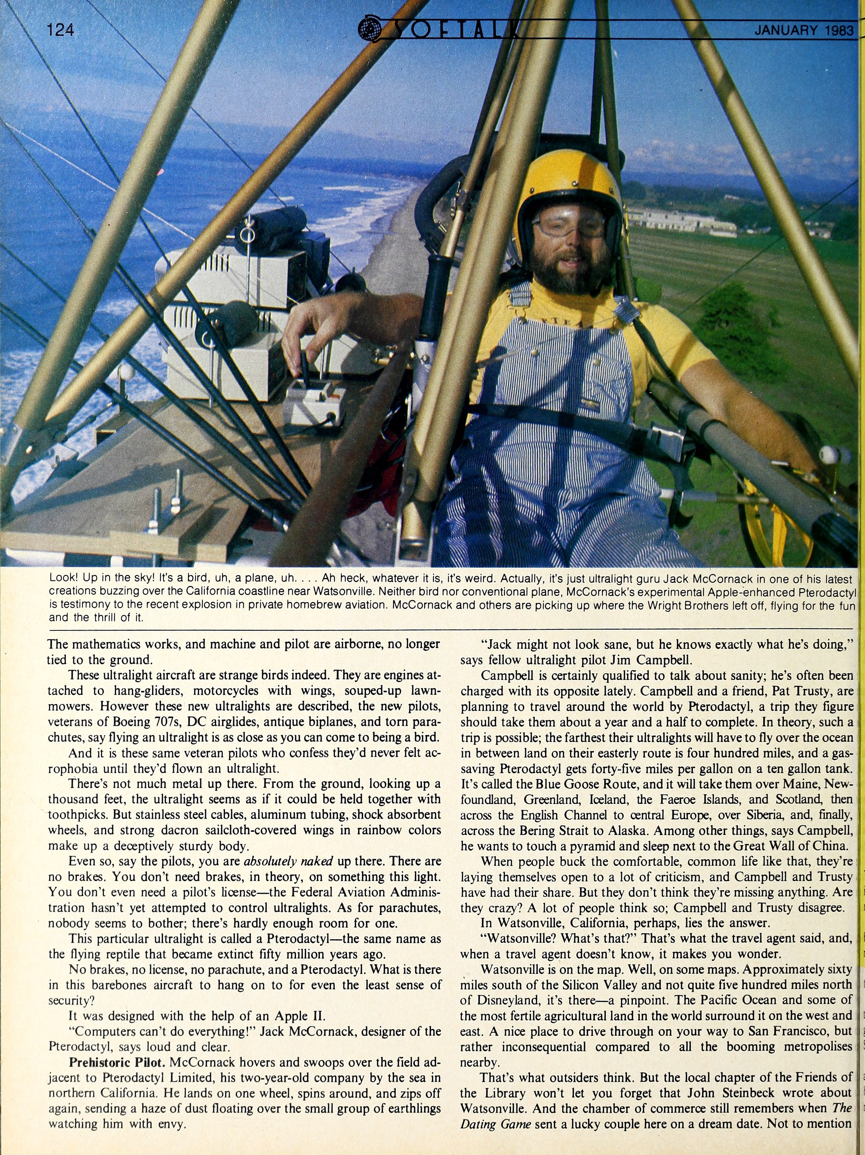 124
SOFTALK
JANUARY 1983
Look! Up in the sky! It's a bird, uh, a plane, uh. . . . Ah heck, whatever it is, it's weird. Actually, it's just ultralight guru Jack McCornack in one of his latest
creations buzzing over the California coastline near Watsonville. Neither bird nor conventional plane, McCornack's experimental Apple-enhanced Pterodactyl
is testimony to the recent explosion in private homebrew aviation. McCornack and others are picking up where the Wright Brothers left off, flying for the fun
and the thrill of it.
The mathematics works, and machine and pilot are airborne, no longer
tied to the ground.
These ultralight aircraft are strange birds indeed. They are engines at-
tached to hang-gliders, motorcycles with wings, souped-up lawn-
mowers. However these new ultralights are described, the new pilots,
veterans of Boeing 707s, DC airglides, antique biplanes, and torn para-
chutes, say flying an ultralight is as close as you can come to being a bird.
And it is these same veteran pilots who confess they'd never felt ac-
rophobia until they'd flown an ultralight.
There's not much metal up there. From the ground, looking up a
thousand feet, the ultralight seems as if it could be held together with
toothpicks. But stainless steel cables, aluminum tubing, shock absorbent
wheels, and strong dacron sailcloth-covered wings in rainbow colors
make up a deceptively sturdy body.
Even so, say the pilots, you are absolutely naked up there. There are
no brakes. You don't need brakes, in theory, on something this light.
You don't even need a pilot's license—the Federal Aviation Adminis-
tration hasn't yet attempted to control ultralights. As for parachutes,
nobody seems to bother; there's hardly enough room for one.
This particular ultralight is called a Pterodactyl—the same name as
the flying reptile that became extinct fifty million years ago.
No brakes, no license, no parachute, and a Pterodactyl. What is there
in this barebones aircraft to hang on to for even the least sense of
security?
It was designed with the help of an Apple II.
"Computers can't do everything!" Jack McCornack, designer of the
Pterodactyl, says loud and clear.
Prehistoric Pilot. McCornack hovers and swoops over the field ad-
jacent to Pterodactyl Limited, his two-year-old company by the sea in
northern California. He lands on one wheel, spins around, and zips off
again, sending a haze of dust floating over the small group of earthlings
watching him with envy.
"Jack might not look sane, but he knows exactly what he's doing,"
says fellow ultralight pilot Jim Campbell.
Campbell is certainly qualified to talk about sanity; he's often been
charged with its opposite lately. Campbell and a friend, Pat Trusty, are
planning to travel around the world by Pterodactyl, a trip they figure
should take them about a year and a half to complete. In theory, such a
trip is possible; the farthest their ultralights will have to fly over the ocean
in between land on their easterly route is four hundred miles, and a gas-
saving Pterodactyl gets forty-five miles per gallon on a ten gallon tank.
It's called the Blue Goose Route, and it will take them over Maine, New-
foundland, Greenland, Iceland, the Faeroe Islands, and Scotland, then
across the English Channel to central Europe, over Siberia, and, finally,
across the Bering Strait to Alaska. Among other things, says Campbell,
he wants to touch a pyramid and sleep next to the Great Wall of China.
When people buck the comfortable, common life like that, they're
laying themselves open to a lot of criticism, and Campbell and Trusty
have had their share. But they don't think they're missing anything. Are
they crazy? A lot of people think so; Campbell and Trusty disagree.
In Watsonville, California, perhaps, lies the answer.
"Watsonville? What's that?" That's what the travel agent said, and,
when a travel agent doesn't know, it makes you wonder.
Watsonville is on the map. Well, on some maps. Approximately sixty
miles south of the Silicon Valley and not quite five hundred miles north
of Disneyland, it's there—a pinpoint. The Pacific Ocean and some of
the most fertile agricultural land in the world surround it on the west and
east. A nice place to drive through on your way to San Francisco, but
rather inconsequential compared to all the booming metropolises
nearby.
That's what outsiders think. But the local chapter of the Friends of
the Library won't let you forget that John Steinbeck wrote about
Watsonville. And the chamber of commerce still remembers when The
Dating Game sent a lucky couple here on a dream date. Not to mention